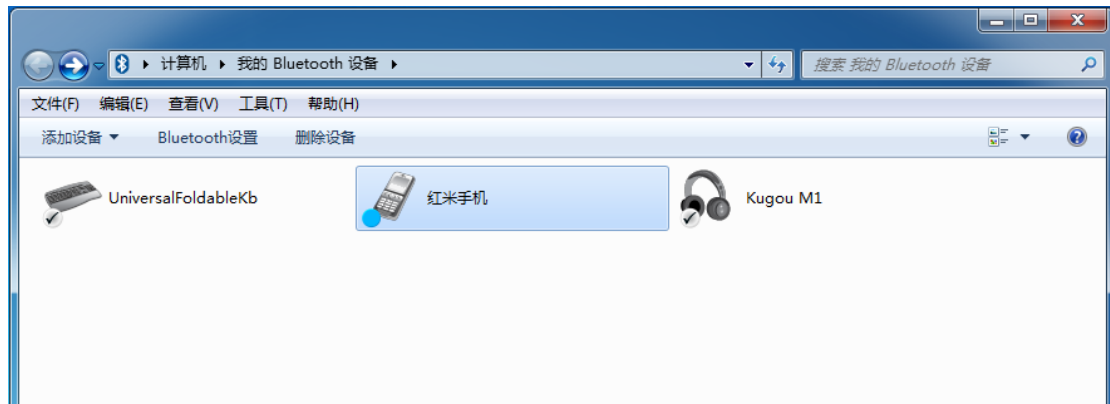 计算机 我的 Bluetooth 设备 搜索 我的 Bluetooth 设备
文件(F) 编辑(E) 查看(V) 工具(T) 帮助(H)
添加设备 Bluetooth设置 删除设备
UniversalFoldableKb 红米手机 Kugou M1